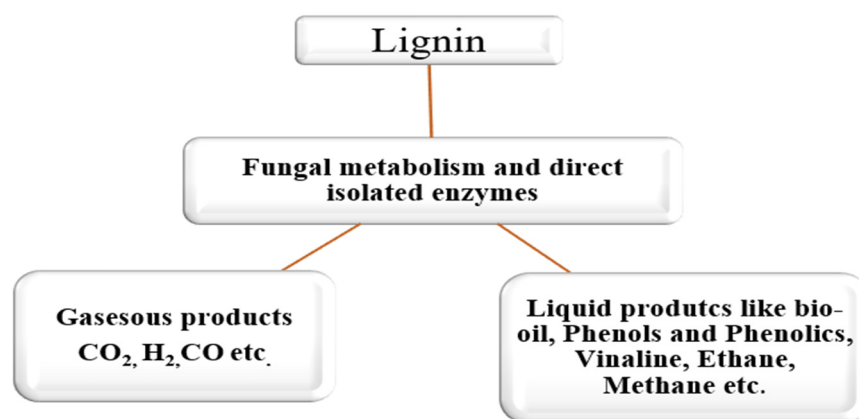 Lignin
Fungal metabolism and direct
isolated enzymes
Gasesous products
CO₂, H₂,CO etc.
Liquid produtcs like bio-
oil, Phenols and Phenolics,
Vinaline, Ethane,
Methane etc.